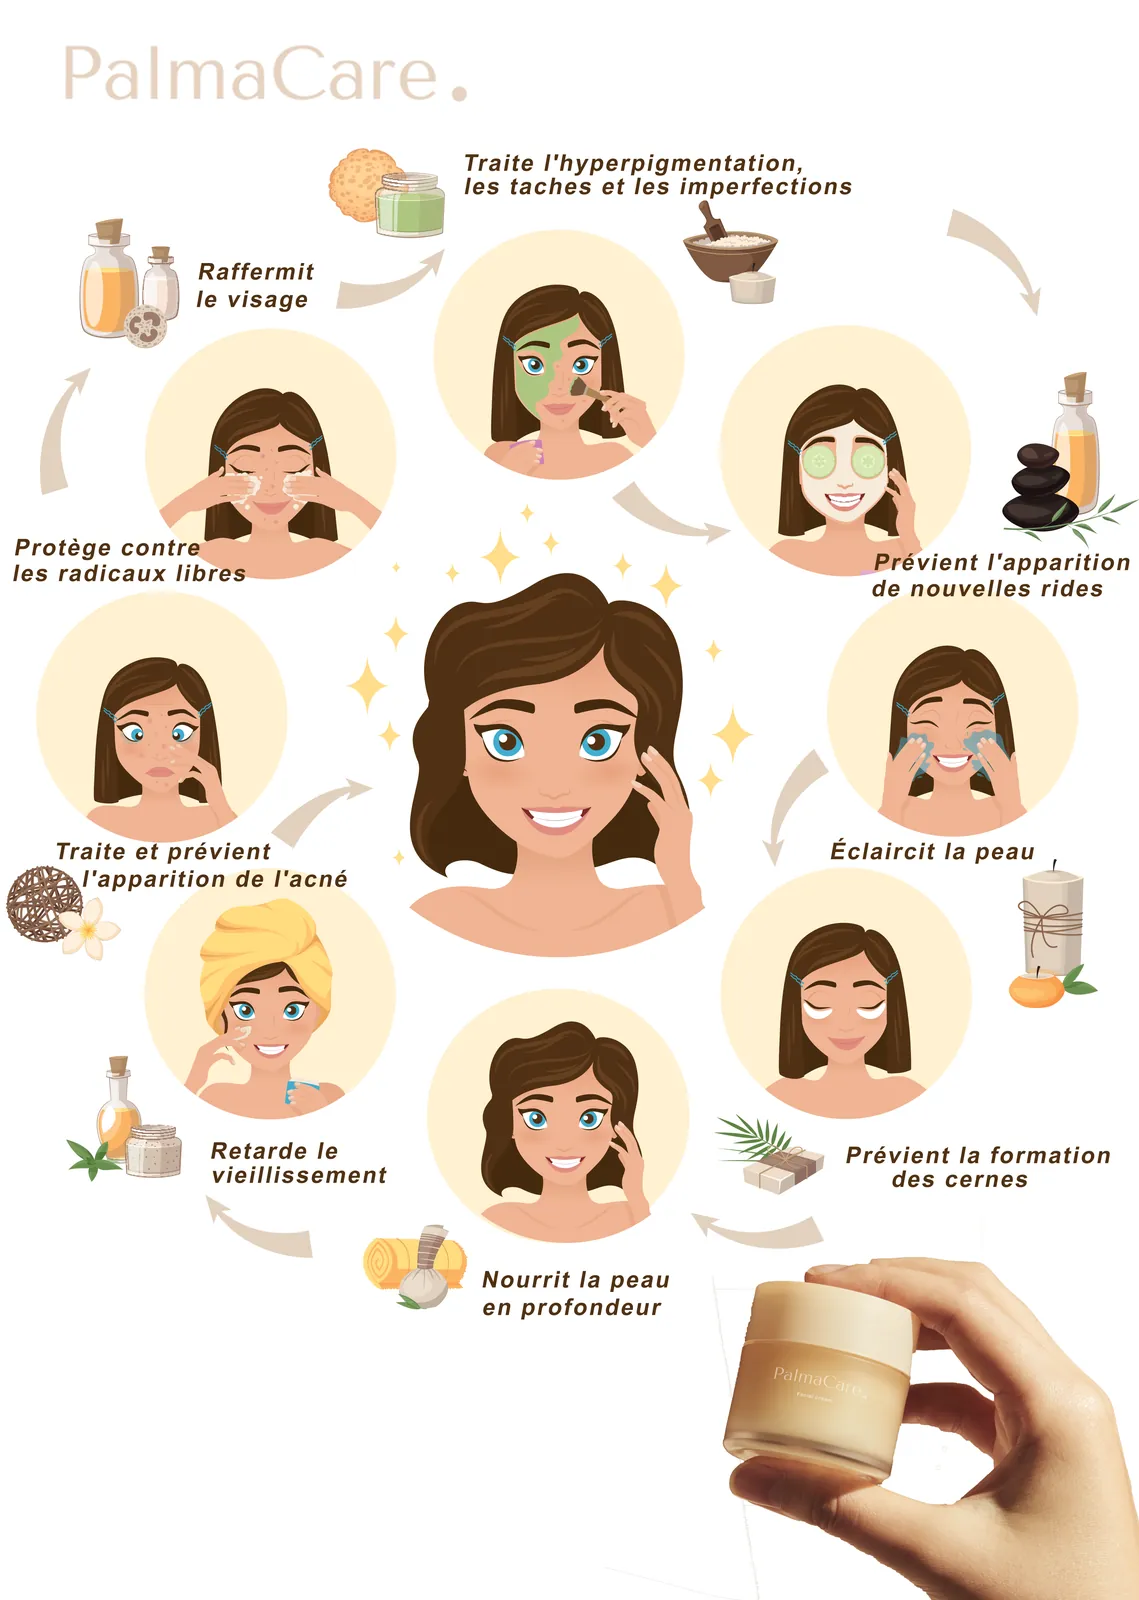 PalmaCare.
Traite l'hyperpigmentation,
les taches et les imperfections
Raffermit
le visage
Protège contre
les radicaux libres
Prévient l'apparition
de nouvelles rides
Traite et prévient
l'apparition de l'acné
Éclaircit la peau
Retarde le
vieillissement
Prévient la formation
des cernes
Nourrit la peau
en profondeur
PalmaCare.